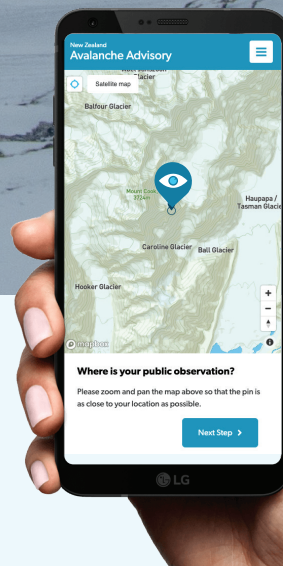 New Zealand
Avalanche Advisory
Glacier
Satellite map
Balfour Glacier
Mount Cook
3724m
Haupapa /
Tasman Glacie
Caroline Glacier
Ball Glacier
Hooker Glacier
mapbox
Where is your public observation?
Please zoom and pan the map above so that the pin is
as close to your location as possible.
Next Step
LG